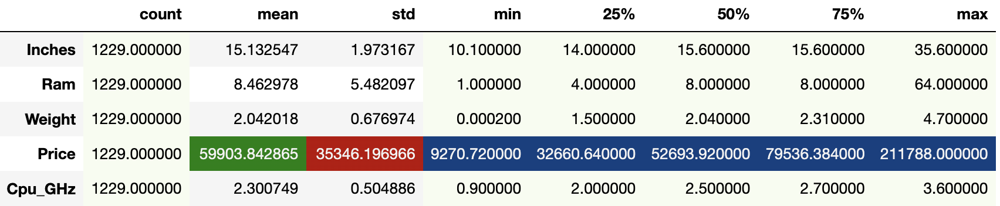 count mean std min 25% 50% 75% max
Inches 1229.000000 15.132547 1.973167 10.100000 14.000000 15.600000 15.600000 35.600000
Ram 1229.000000 8.462978 5.482097 1.000000 4.000000 8.000000 8.000000 64.000000
Weight 1229.000000 2.042018 0.676974 0.000200 1.500000 2.040000 2.310000 4.700000
Price 1229.000000 59903.842865 35346.196966 9270.720000 32660.640000 52693.920000 79536.384000 211788.000000
Cpu_GHz 1229.000000 2.300749 0.504886 0.900000 2.000000 2.500000 2.700000 3.600000